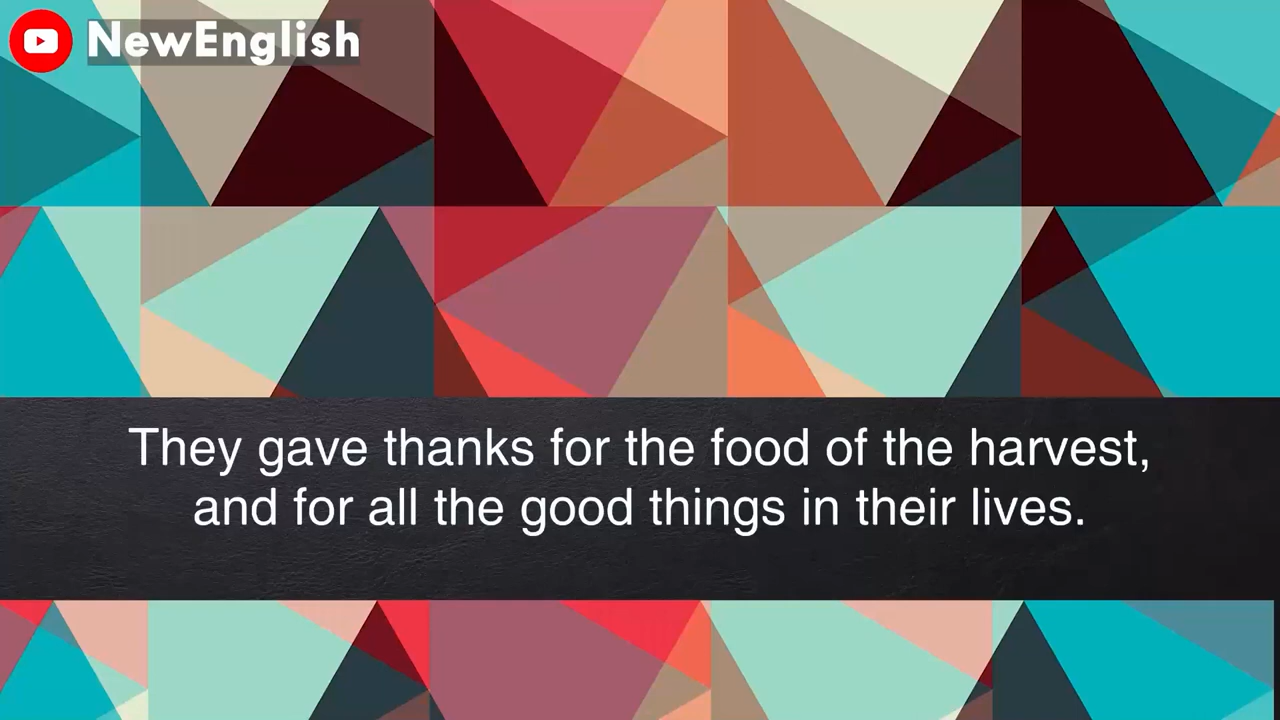 NewEnglish
They gave thanks for the food of the harvest,
and for all the good things in their lives.